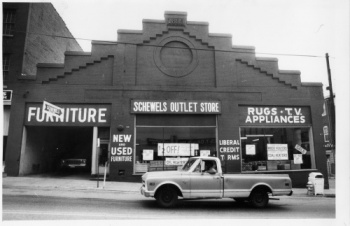 FURNITURE
SCHEWELS OUTLET STORE
RUGS - T.V.
APPLIANCES
NEW
AND
USED
FURNITURE
OFF!
LIBERAL
CREDIT
TERMS